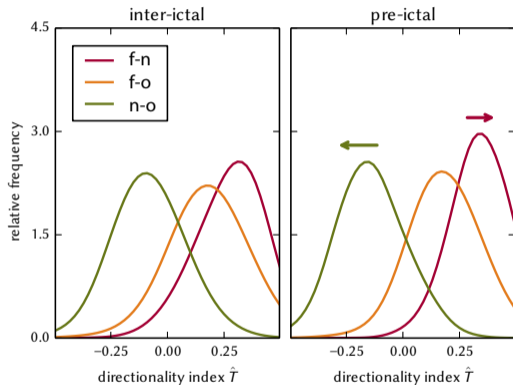 inter-ictal
pre-ictal
4.5
3.0
1.5
0.0
relative frequency
f-n
f-o
n-o
−0.25 0.00 0.25
−0.25 0.00 0.25
directionality index T̂
directionality index T̂